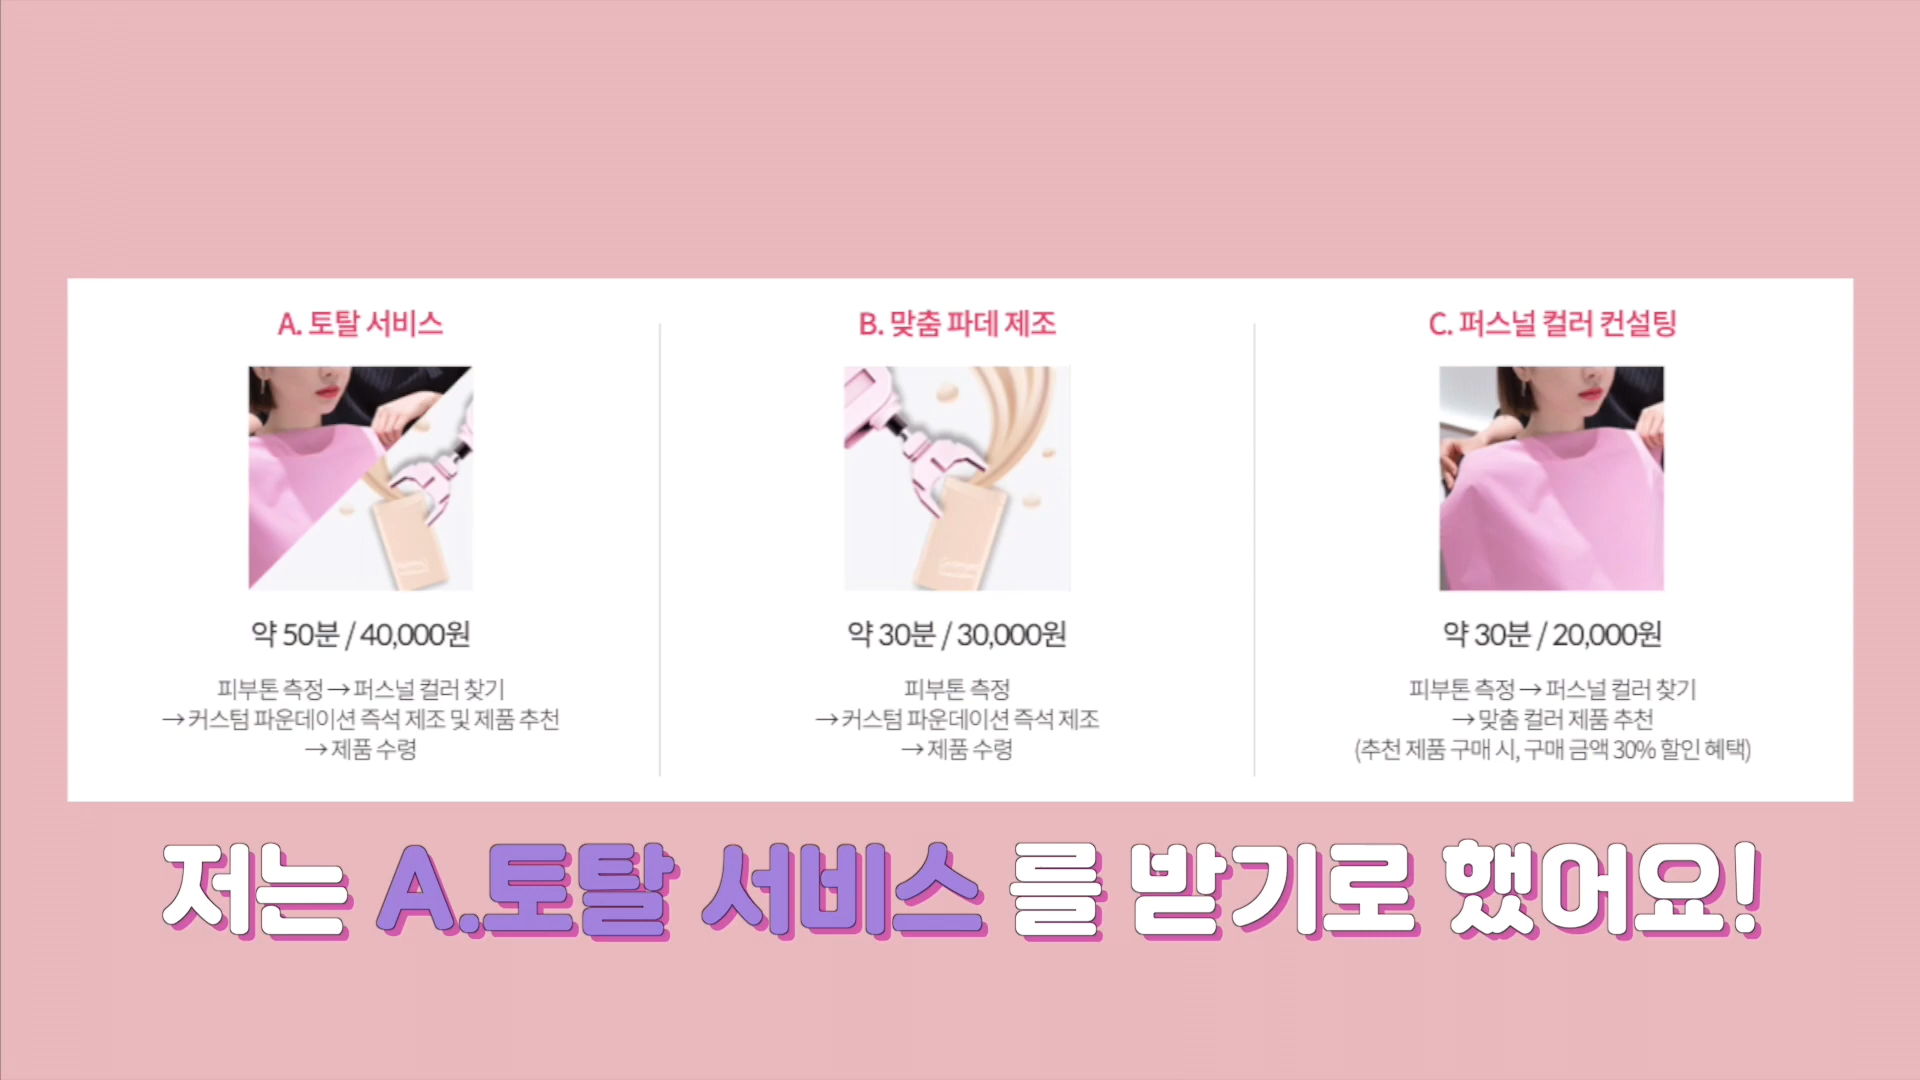 A. 토탈 서비스
약 50분 / 40,000원
피부톤 측정 → 퍼스널 컬러 찾기
→ 커스텀 파운데이션 즉석 제조 및 제품 추천
→ 제품 수령
B. 맞춤 파데 제조
약 30분 / 30,000원
피부톤 측정
→ 커스텀 파운데이션 즉석 제조
→ 제품 수령
C. 퍼스널 컬러 컨설팅
약 30분 / 20,000원
피부톤 측정 → 퍼스널 컬러 찾기
→ 맞춤 컬러 제품 추천
(추천 제품 구매 시, 구매 금액 30% 할인 혜택)
저는 A.토탈 서비스 를 받기로 했어요!